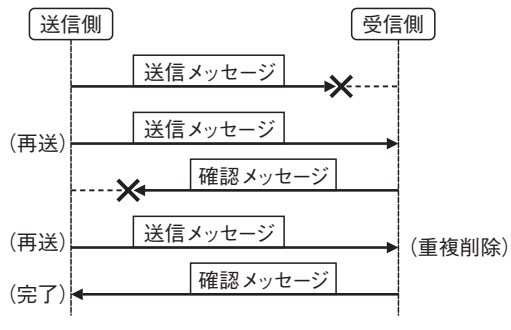 送信側
受信側
送信メッセージ
(再送)
送信メッセージ
確認メッセージ
(再送)
送信メッセージ
(重複削除)
(完了)
確認メッセージ